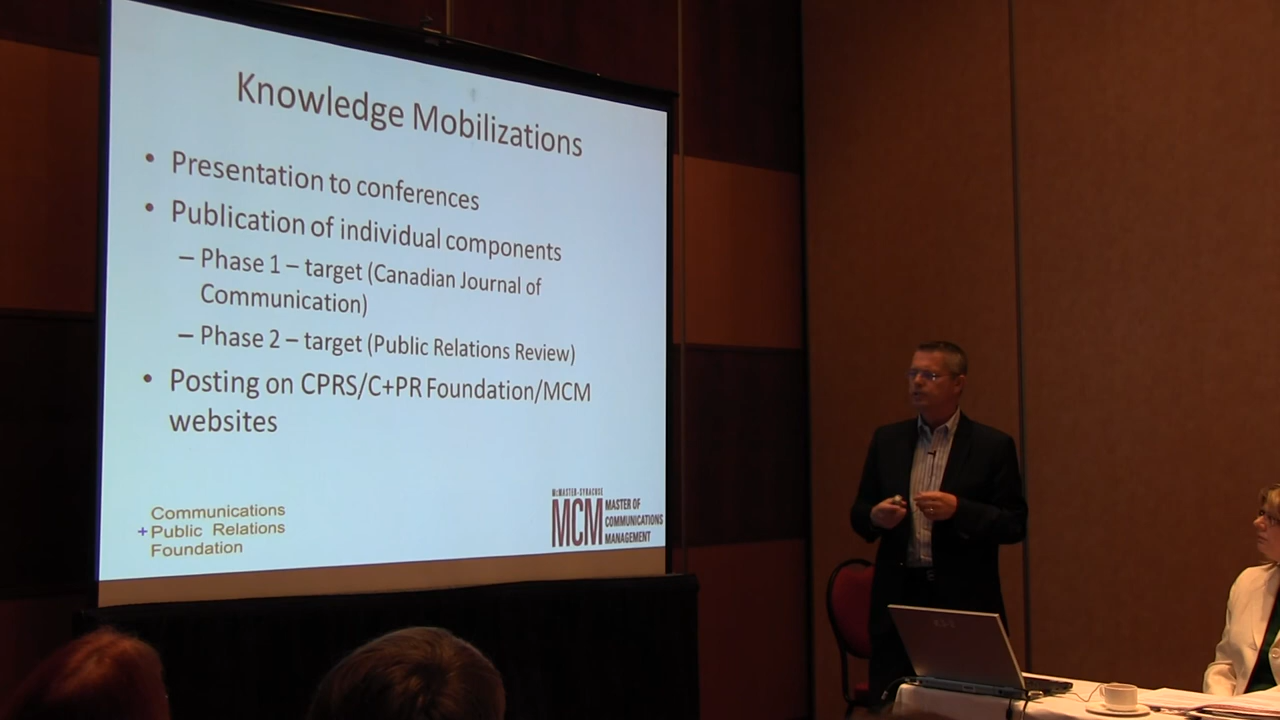 Knowledge Mobilizations
• Presentation to conferences
• Publication of individual components
– Phase 1 – target (Canadian Journal of
Communication)
– Phase 2 – target (Public Relations Review)
• Posting on CPRS/C+PR Foundation/MCM
websites
Communications
+Public Relations
Foundation
McMASTER-SYRACUSE
MCM
MASTER OF
COMMUNICATIONS
MANAGEMENT